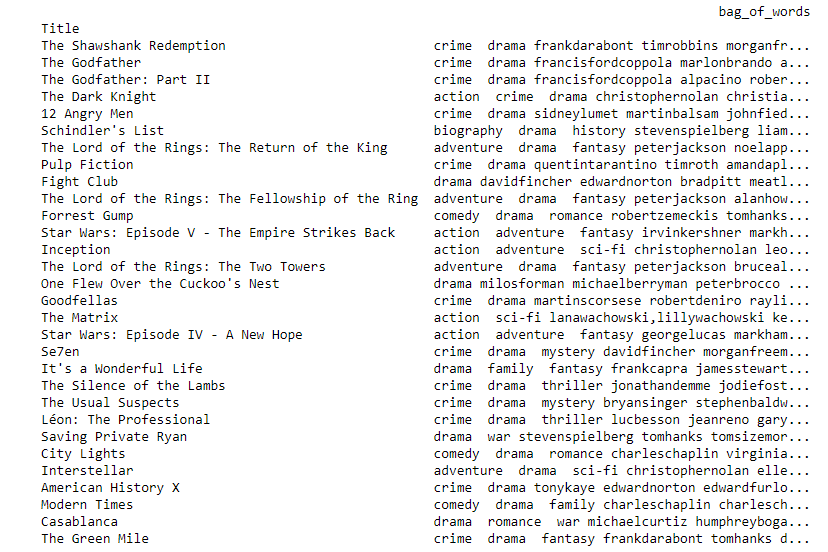 bag_of_words
Title
The Shawshank Redemption crime drama frankdarabont timrobbins morganfr...
The Godfather crime drama francisfordcoppola marlonbrando a...
The Godfather: Part II crime drama francisfordcoppola alpacino rober...
The Dark Knight action crime drama christophernolan christia...
12 Angry Men crime drama sidneylumet martinbalsam johnfied...
Schindler's List biography drama history stevenspielberg liam...
The Lord of the Rings: The Return of the King adventure drama fantasy peterjackson noelapp...
Pulp Fiction crime drama quentintarantino timroth amandapl...
Fight Club drama davidfincher edwardnorton bradpitt meatl...
The Lord of the Rings: The Fellowship of the Ring adventure drama fantasy peterjackson alanhow...
Forrest Gump comedy drama romance robertzemeckis tomhanks...
Star Wars: Episode V - The Empire Strikes Back action adventure fantasy irvinkershner markh...
Inception action adventure sci-fi christophernolan leo...
The Lord of the Rings: The Two Towers adventure drama fantasy peterjackson bruceal...
One Flew Over the Cuckoo's Nest drama milosforman michaelberryman peterbrocco ...
Goodfellas crime drama martinscorsese robertdeniro rayli...
The Matrix action sci-fi lanawachowski,lillywachowski ke...
Star Wars: Episode IV - A New Hope action adventure fantasy georgelucas markham...
Se7en crime drama mystery davidfincher morganfreem...
It's a Wonderful Life drama family fantasy frankcapra jamesstewart...
The Silence of the Lambs crime drama thriller jonathandemme jodiefost...
The Usual Suspects crime drama mystery bryansinger stephenbaldw...
Léon: The Professional crime drama thriller lucbesson jeanreno gary...
Saving Private Ryan drama war stevenspielberg tomhanks tomsizemor...
City Lights comedy drama romance charleschaplin virginia...
Interstellar adventure drama sci-fi christophernolan elle...
American History X crime drama tonykaye edwardnorton edwardfurlo...
Modern Times comedy drama family charleschaplin charlesch...
Casablanca drama romance war michaelcurtiz humphreyboga...
The Green Mile crime drama fantasy frankdarabont tomhanks d...